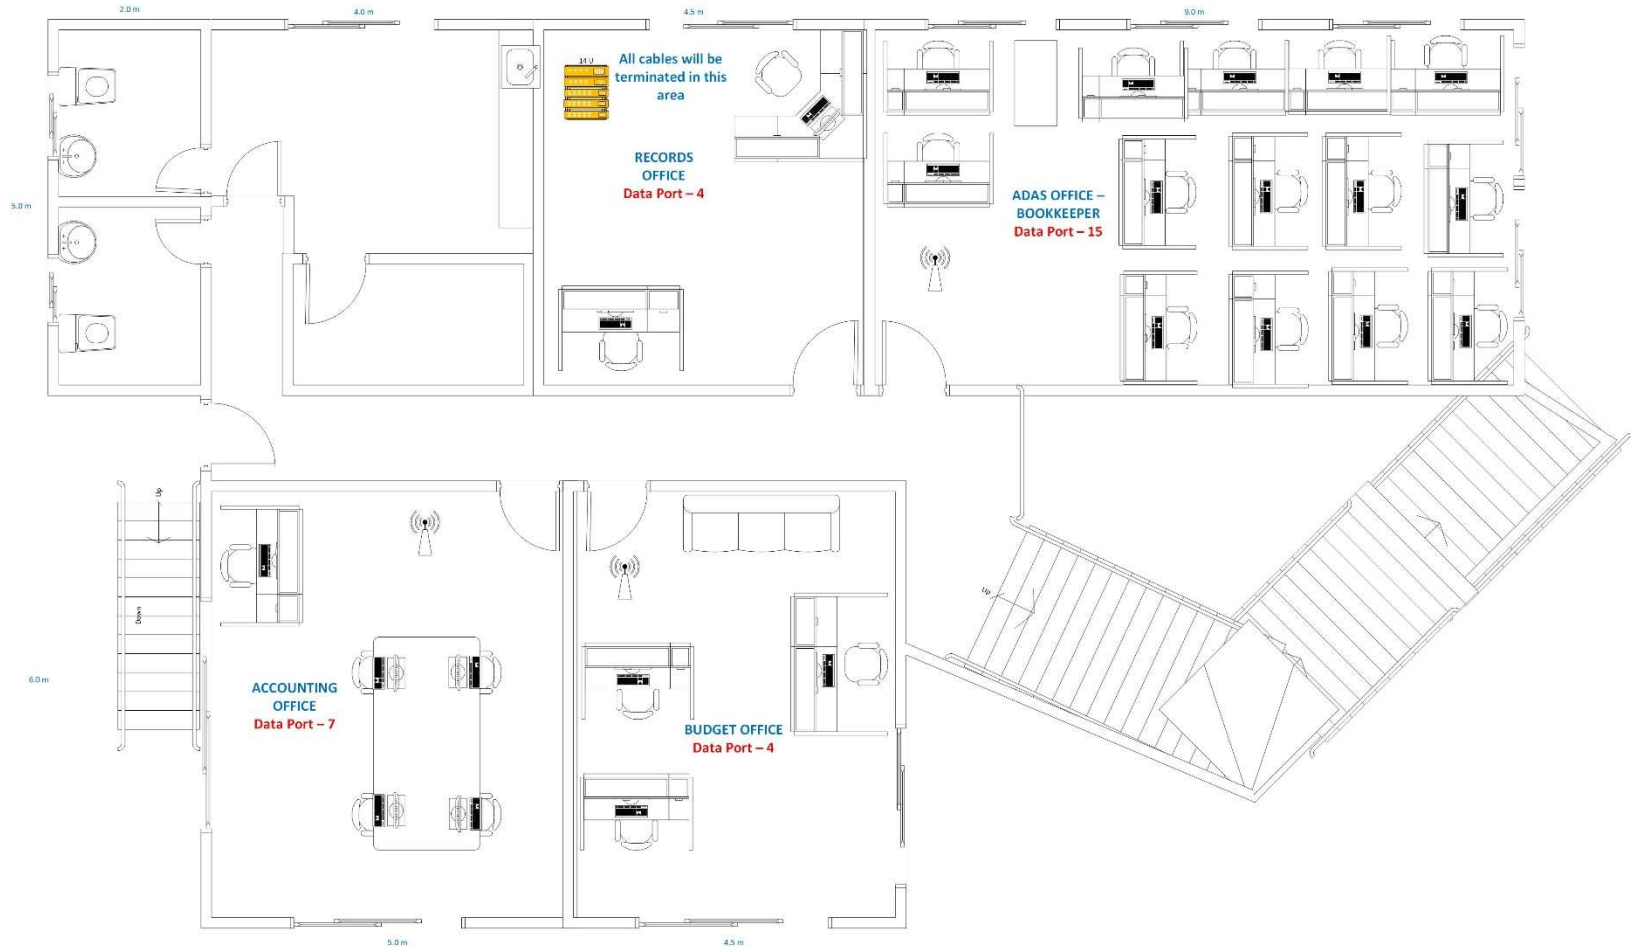 2.0 m
4.0 m
4.5 m
9.0 m
14 U
All cables will be
terminated in this
area
RECORDS
OFFICE
Data Port – 4
5.0 m
ADAS OFFICE –
BOOKKEEPER
Data Port – 15
Up
Down
Up
6.0 m
ACCOUNTING
OFFICE
Data Port – 7
BUDGET OFFICE
Data Port – 4
5.0 m
4.5 m